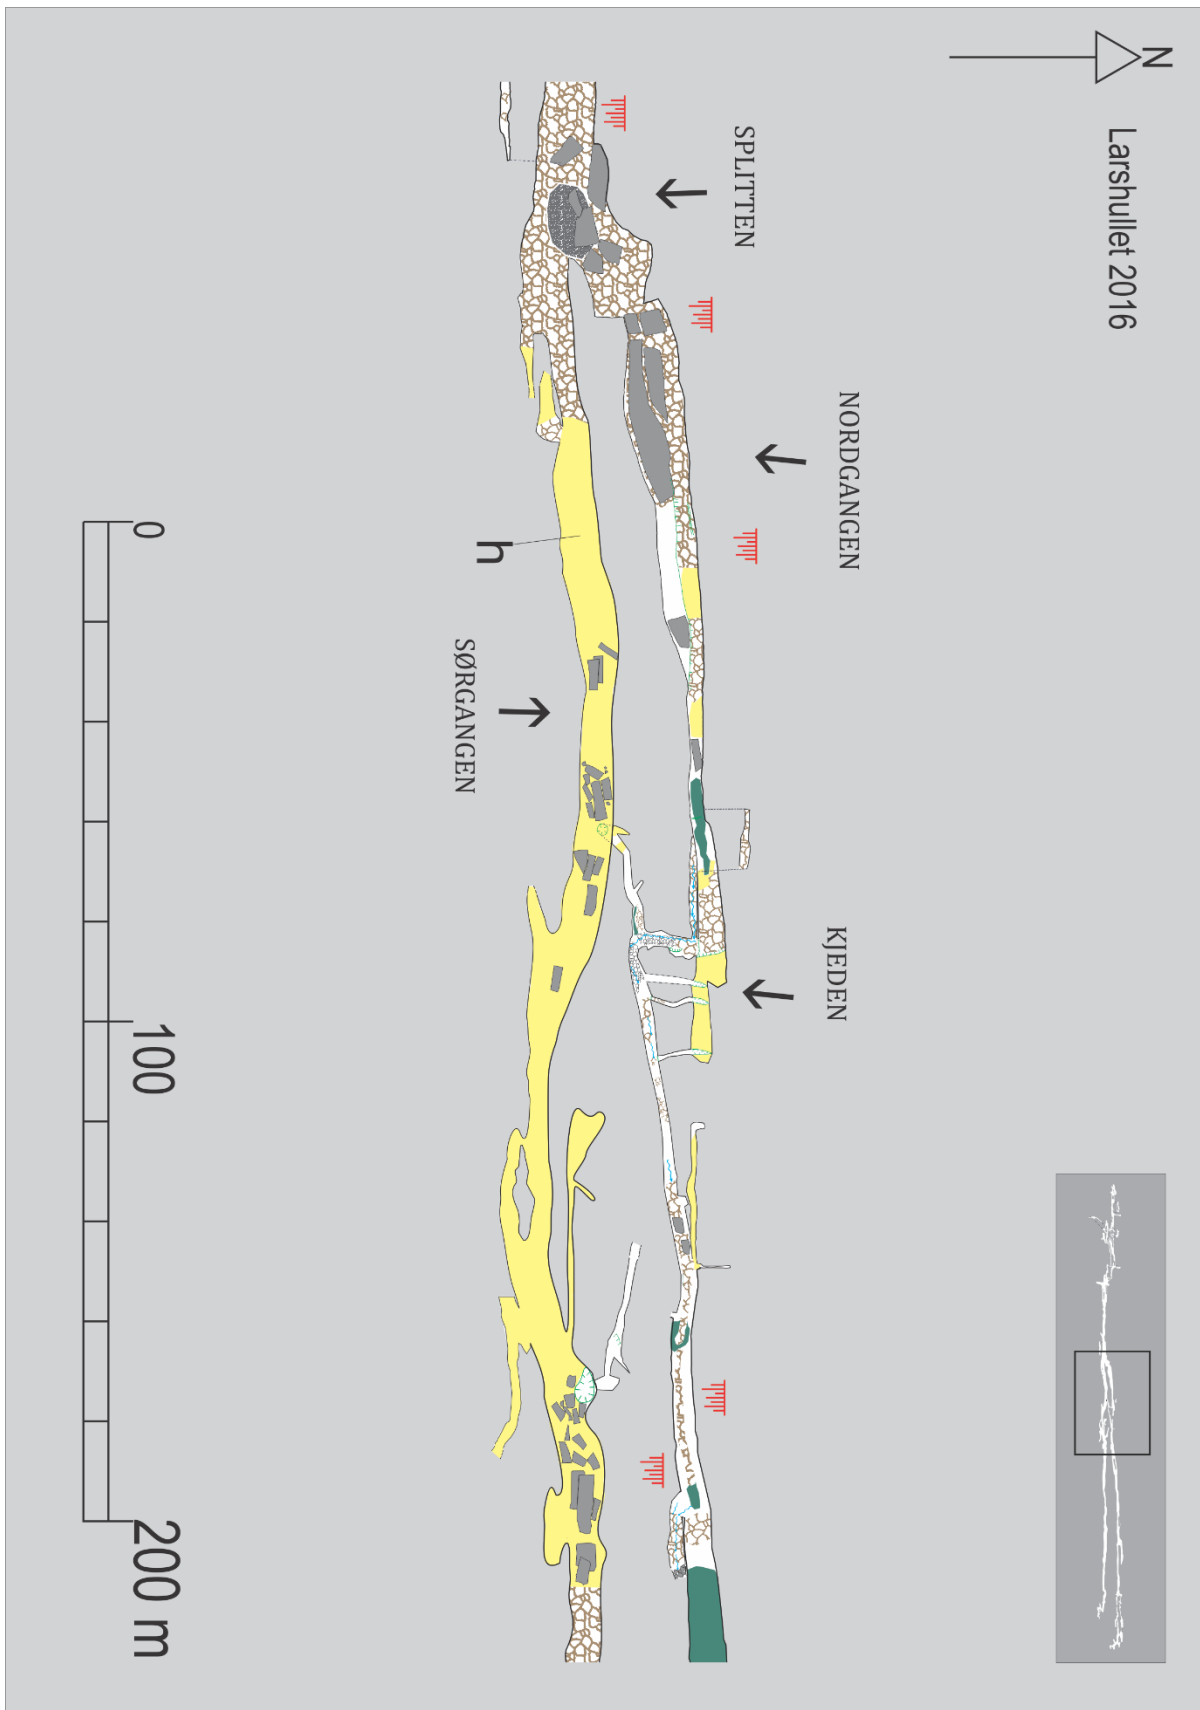 N
Larshullet 2016
SPLITTEN
NORDGANGEN
KJEDEN
h
SØRGANGEN
0
100
200 m